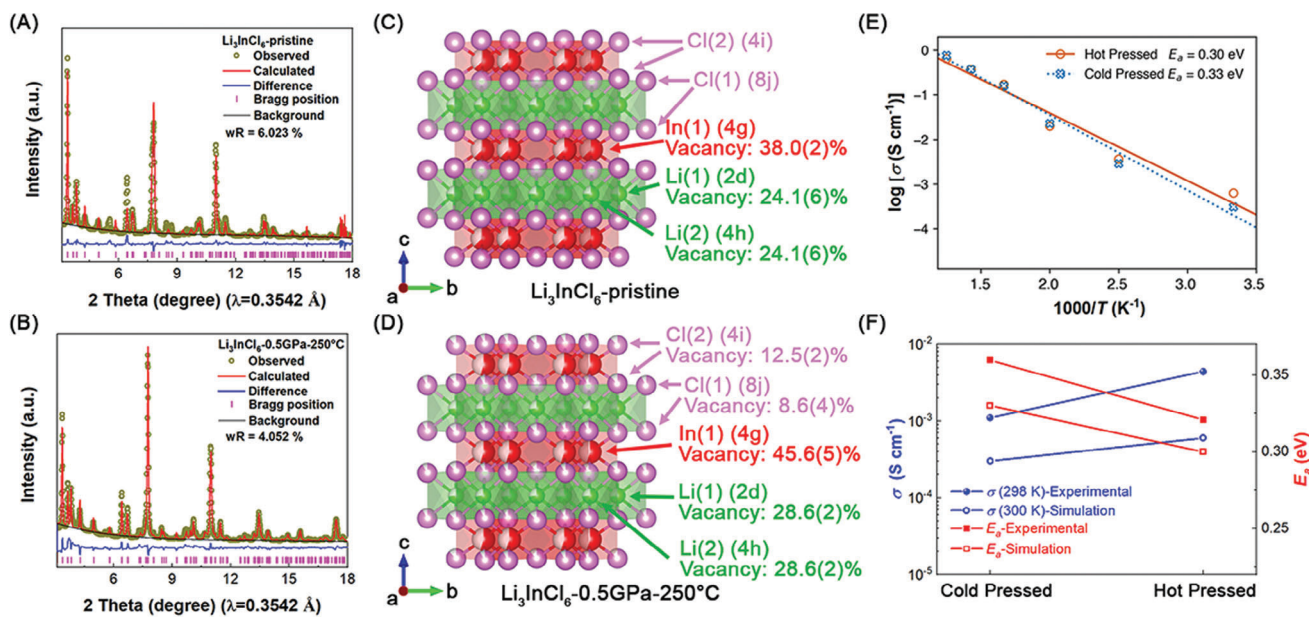 (A)
Li₃InCl₆-pristine
Observed
Calculated
Difference
Bragg position
Background
wR = 6.023 %
Intensity (a.u.)
6 9 12 15 18
2 Theta (degree) (λ=0.3542 Å)
(B)
Li₃InCl₆-0.5GPa-250°C
Observed
Calculated
Difference
Bragg position
Background
wR = 4.052 %
Intensity (a.u.)
6 9 12 15 18
2 Theta (degree) (λ=0.3542 Å)
(C)
Cl(2) (4i)
Cl(1) (8j)
In(1) (4g)
Vacancy: 38.0(2)%
Li(1) (2d)
Vacancy: 24.1(6)%
Li(2) (4h)
Vacancy: 24.1(6)%
c
a b
Li₃InCl₆-pristine
(D)
Cl(2) (4i)
Vacancy: 12.5(2)%
Cl(1) (8j)
Vacancy: 8.6(4)%
In(1) (4g)
Vacancy: 45.6(5)%
Li(1) (2d)
Vacancy: 28.6(2)%
Li(2) (4h)
Vacancy: 28.6(2)%
c
a b
Li₃InCl₆-0.5GPa-250°C
(E)
Hot Pressed Eₐ = 0.30 eV
Cold Pressed Eₐ = 0.33 eV
log [σ (S cm⁻¹)]
0
−1
−2
−3
−4
1.5 2.0 2.5 3.0 3.5
1000/T (K⁻¹)
(F)
σ (S cm⁻¹)
10⁻²
10⁻³
10⁻⁴
10⁻⁵
σ (298 K)-Experimental
σ (300 K)-Simulation
Eₐ-Experimental
Eₐ-Simulation
0.35
0.30
0.25
Eₐ (eV)
Cold Pressed Hot Pressed